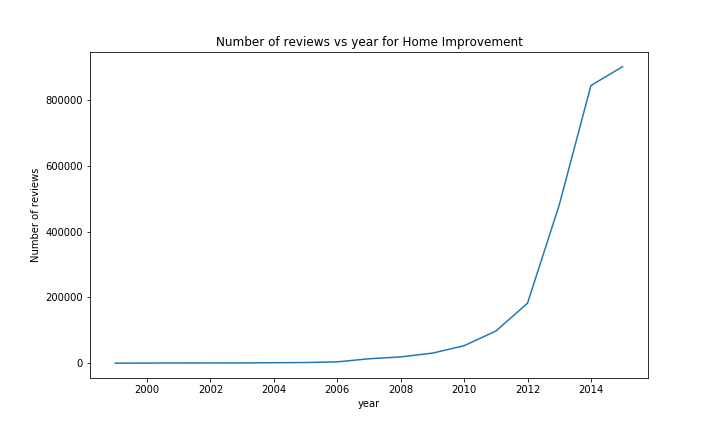 Number of reviews vs year for Home Improvement
Number of reviews
800000
600000
400000
200000
0
2000 2002 2004 2006 2008 2010 2012 2014
year